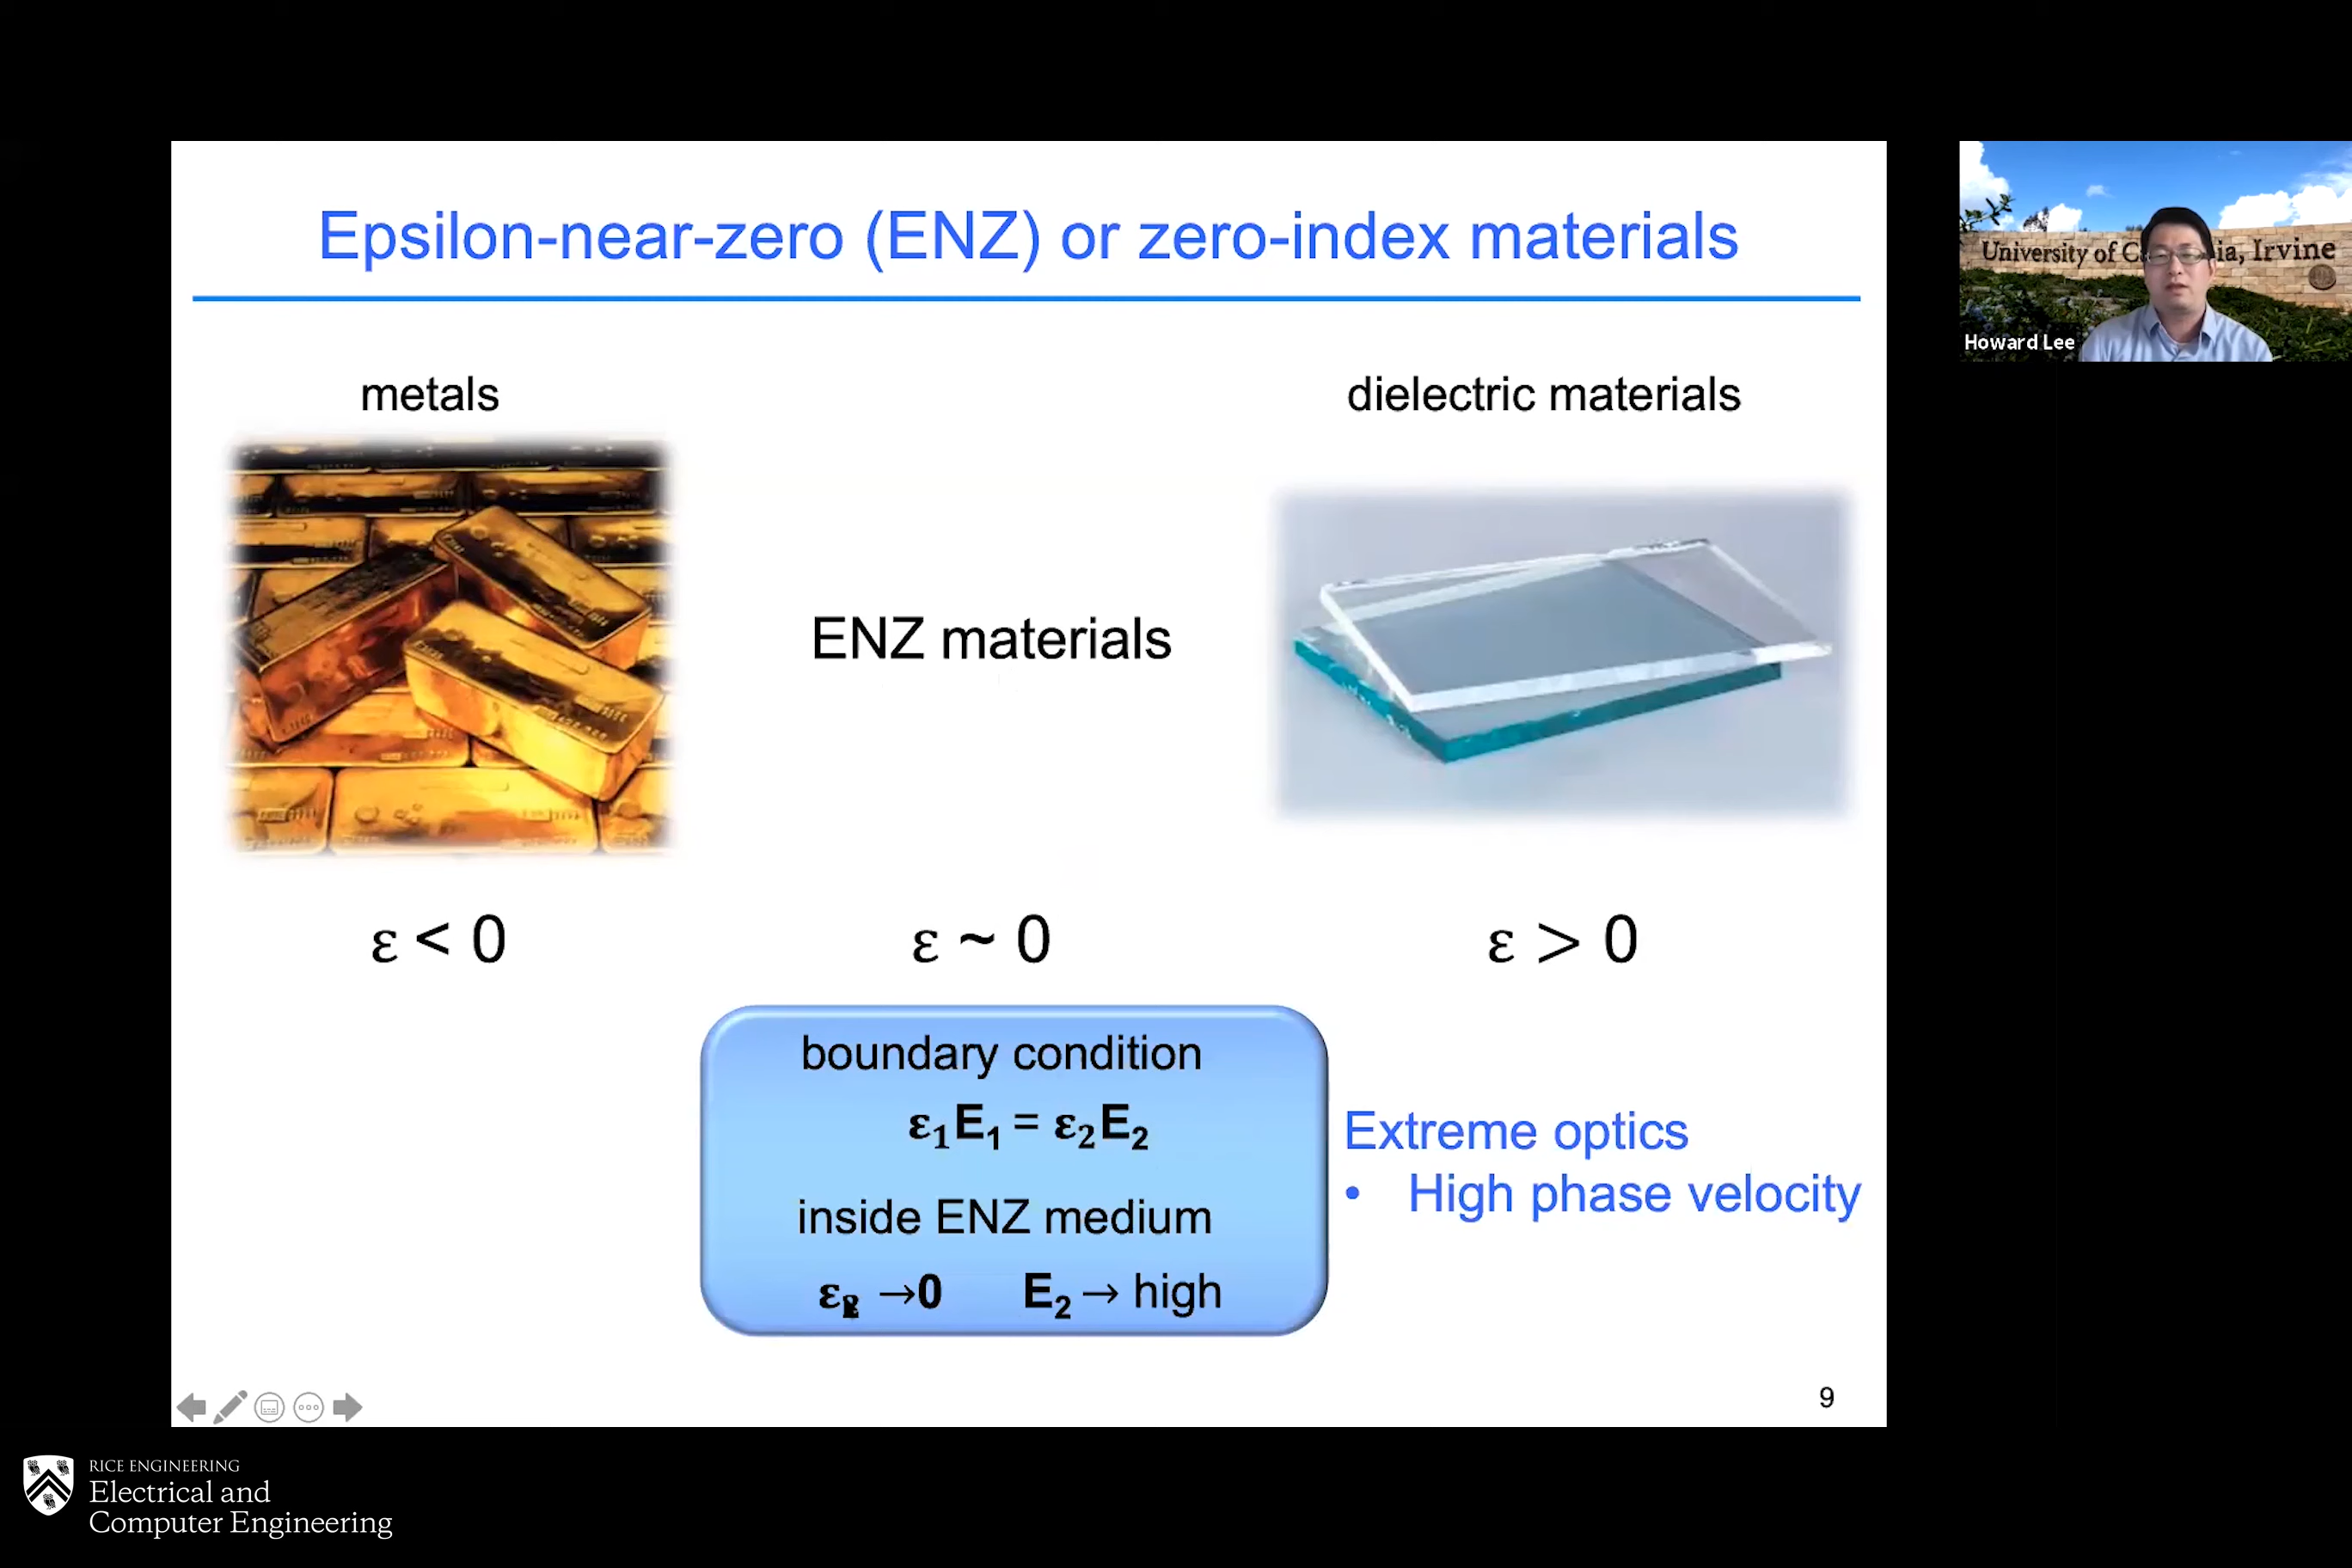 Epsilon-near-zero (ENZ) or zero-index materials
University of C ia, Irvine
Howard Lee
metals
dielectric materials
ENZ materials
ε < 0
ε ~ 0
ε > 0
boundary condition
ε₁E₁ = ε₂E₂
inside ENZ medium
→0 E₂ → high
Extreme optics
• High phase velocity
9
RICE ENGINEERING
Electrical and
Computer Engineering